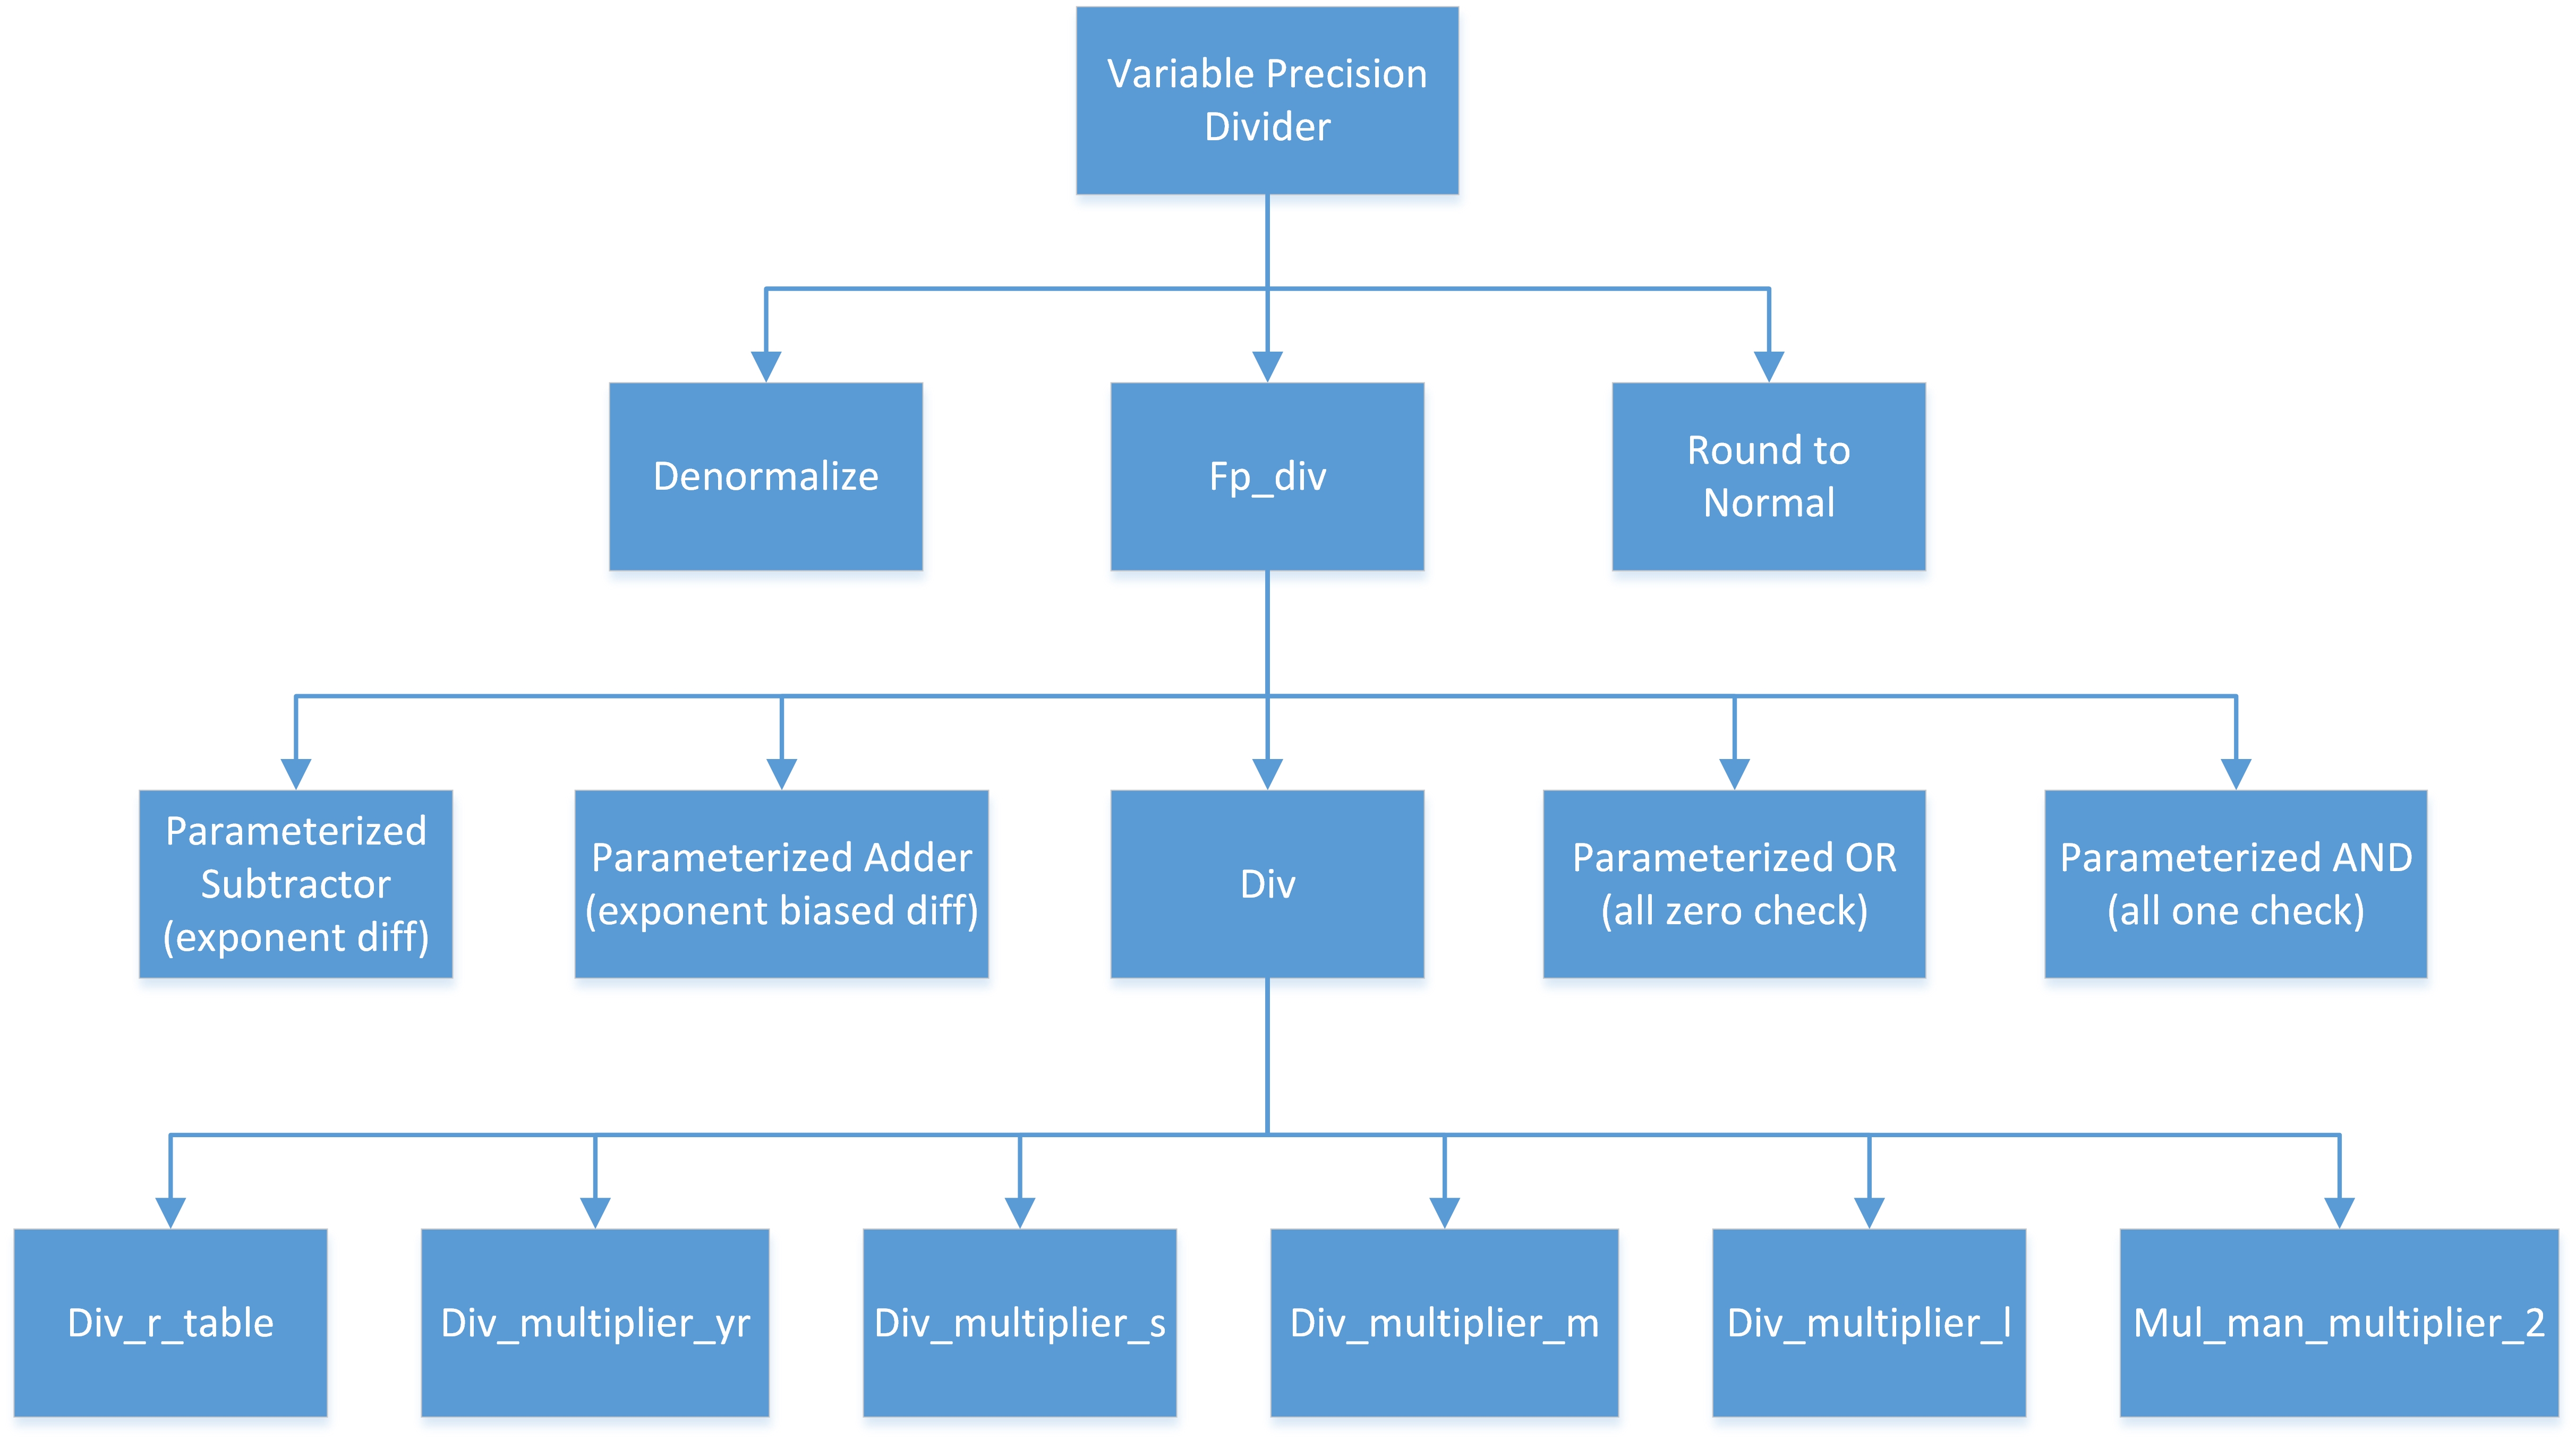 Variable Precision
Divider
Denormalize
Fp_div
Round to
Normal
Parameterized
Subtractor
(exponent diff)
Parameterized Adder
(exponent biased diff)
Div
Parameterized OR
(all zero check)
Parameterized AND
(all one check)
Div_r_table
Div_multiplier_yr
Div_multiplier_s
Div_multiplier_m
Div_multiplier_l
Mul_man_multiplier_2